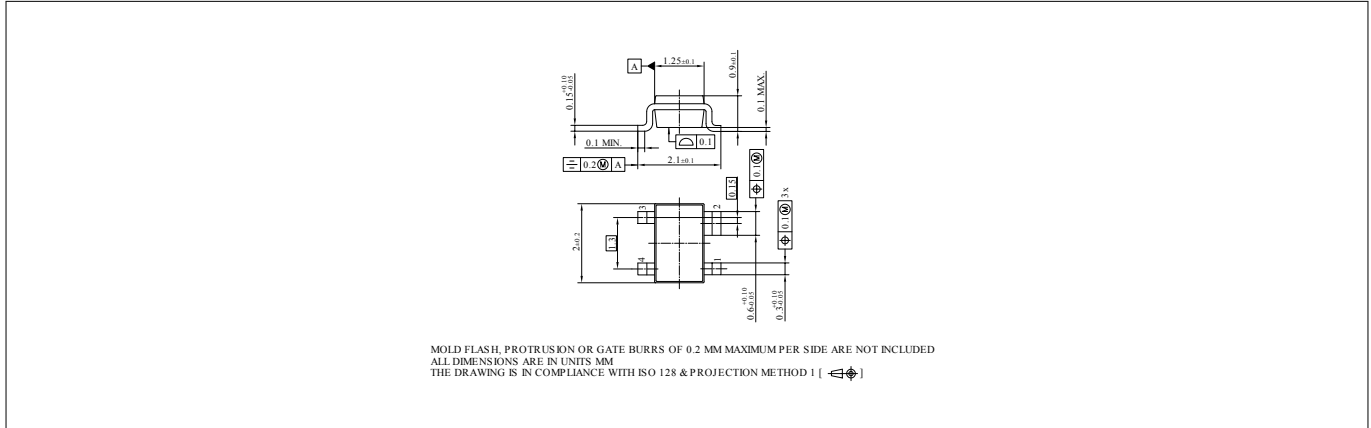 A
1.25±0.1
0.9±0.1
0.15 +0.10 -0.05
0.1 MAX.
0.1 MIN.
0.1
0.2 Ⓜ A
2.1±0.1
0.1 Ⓜ
0.15
0.1 Ⓜ 3x
3
2
2±0.2
1.3
4
1
0.6 +0.10 -0.05
0.3 +0.10 -0.05
MOLD FLASH, PROTRUSION OR GATE BURRS OF 0.2 MM MAXIMUM PER SIDE ARE NOT INCLUDED
ALL DIMENSIONS ARE IN UNITS MM
THE DRAWING IS IN COMPLIANCE WITH ISO 128 & PROJECTION METHOD 1 [ ]